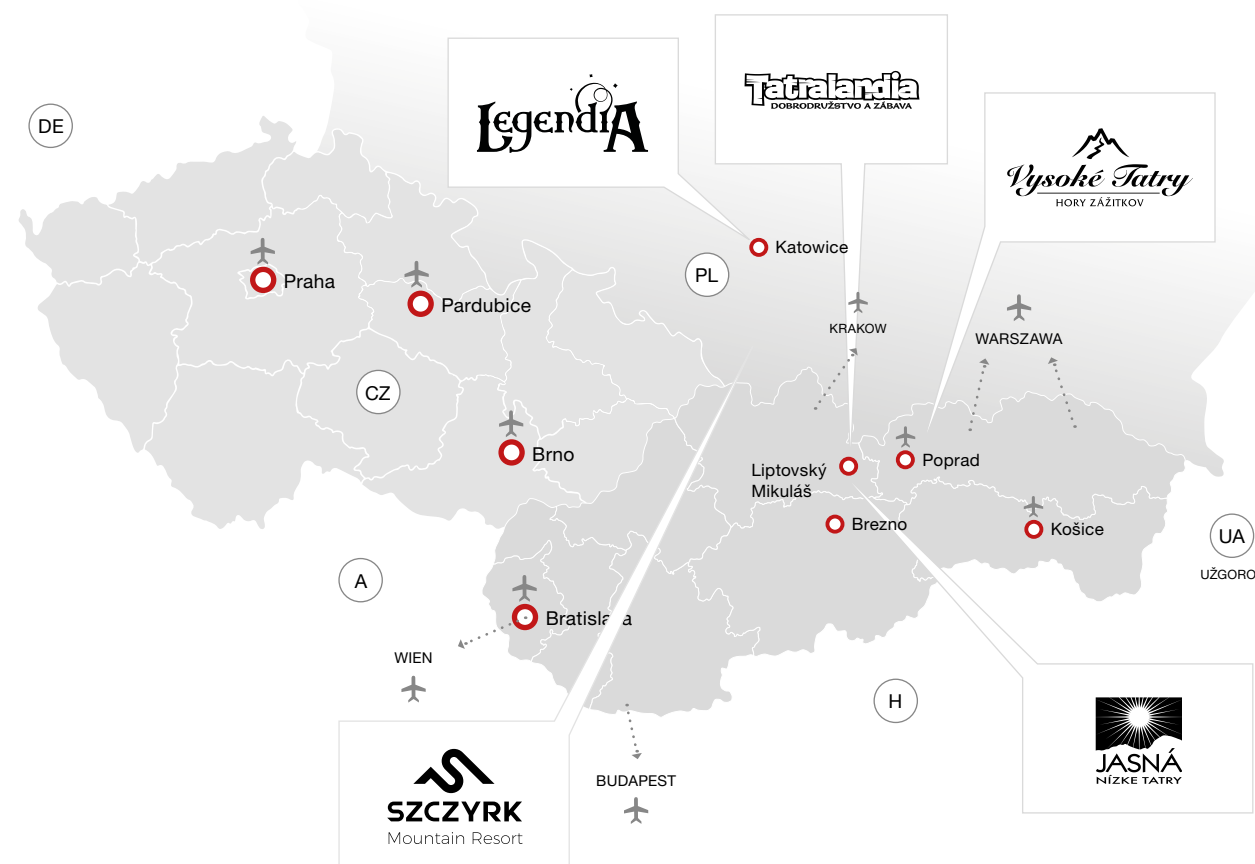 Legendia
Tatralandia
DOBRODRUŽSTVO A ZÁBAVA
DE
Vysoké Tatry
HORY ZÁŽITKOV
Katowice
PL
Praha
Pardubice
KRAKOW
WARSZAWA
CZ
Brno
Liptovský
Mikuláš
Poprad
Brezno
Košice
UA
UŽGORO
A
Bratislava
WIEN
H
BUDAPEST
JASNÁ
NÍZKE TATRY
SZCZYRK
Mountain Resort